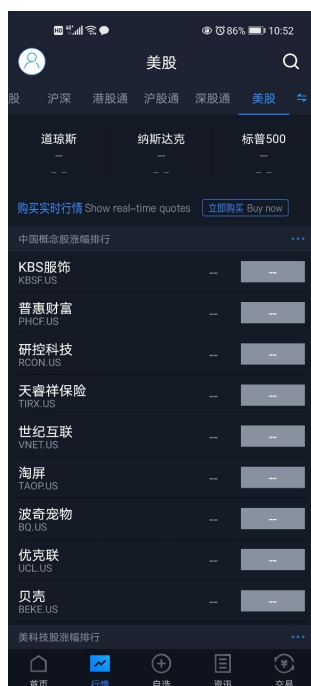 HD 4G 86% 10:52
美股
股 沪深 港股通 沪股通 深股通 美股
道琼斯 纳斯达克 标普500
-- -- --
-- -- -- -- -- --
购买实时行情 Show real-time quotes 立即购买 Buy now
中国概念股涨幅排行 ...
KBS服饰 -- --
KBSF.US
普惠财富 -- --
PHCF.US
研控科技 -- --
RCON.US
天睿祥保险 -- --
TIRX.US
世纪互联 -- --
VNET.US
淘屏 -- --
TAOP.US
波奇宠物 -- --
BQ.US
优克联 -- --
UCL.US
贝壳 -- --
BEKE.US
美科技股涨幅排行 ...
首页 行情 自选 资讯 交易